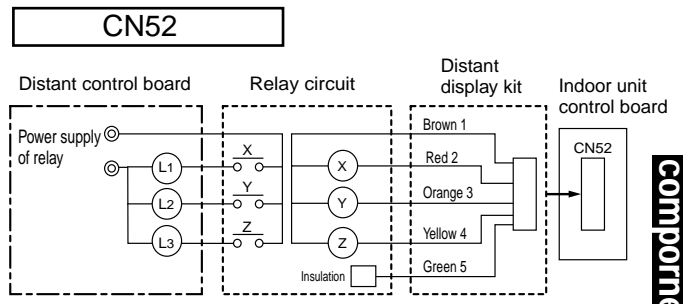 CN52
Distant control board
Relay circuit
Distant
display kit
Indoor unit
control board
Power supply
of relay
L1
L2
L3
X
Y
Z
X
Y
Z
Brown 1
Red 2
Orange 3
Yellow 4
Green 5
Insulation
CN52